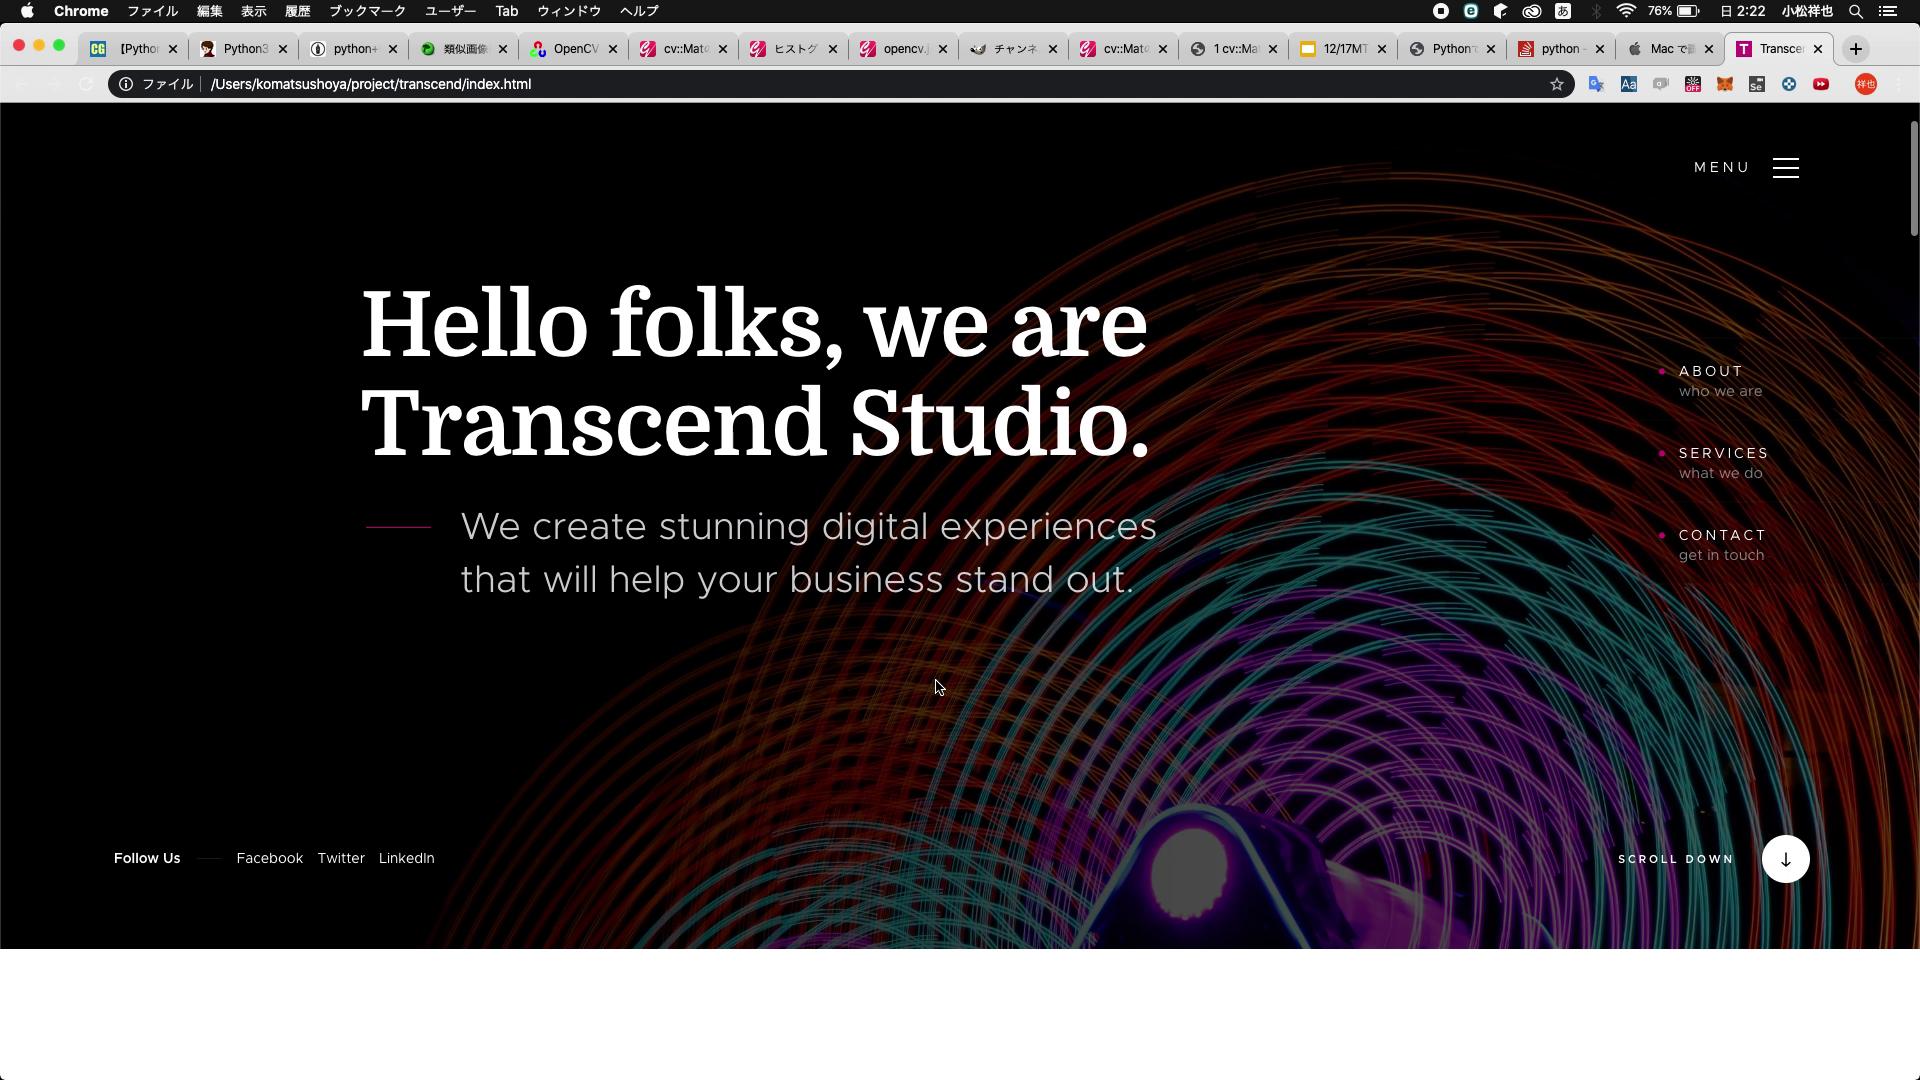 Chrome ファイル 編集 表示 履歴 ブックマーク ユーザー Tab ウィンドウ ヘルプ
76% 日 2:22 小松祥也
【Pytho Python3 python+ 類似画像 OpenCV cv::Mat ヒストグ opencv. チャンネ cv::Mat 1 cv::Ma 12/17MT Python python - Mac で Transce
ファイル /Users/komatsushoya/project/transcend/index.html
MENU
Hello folks, we are
Transcend Studio.
We create stunning digital experiences
that will help your business stand out.
ABOUT
who we are
SERVICES
what we do
CONTACT
get in touch
Follow Us Facebook Twitter LinkedIn
SCROLL DOWN